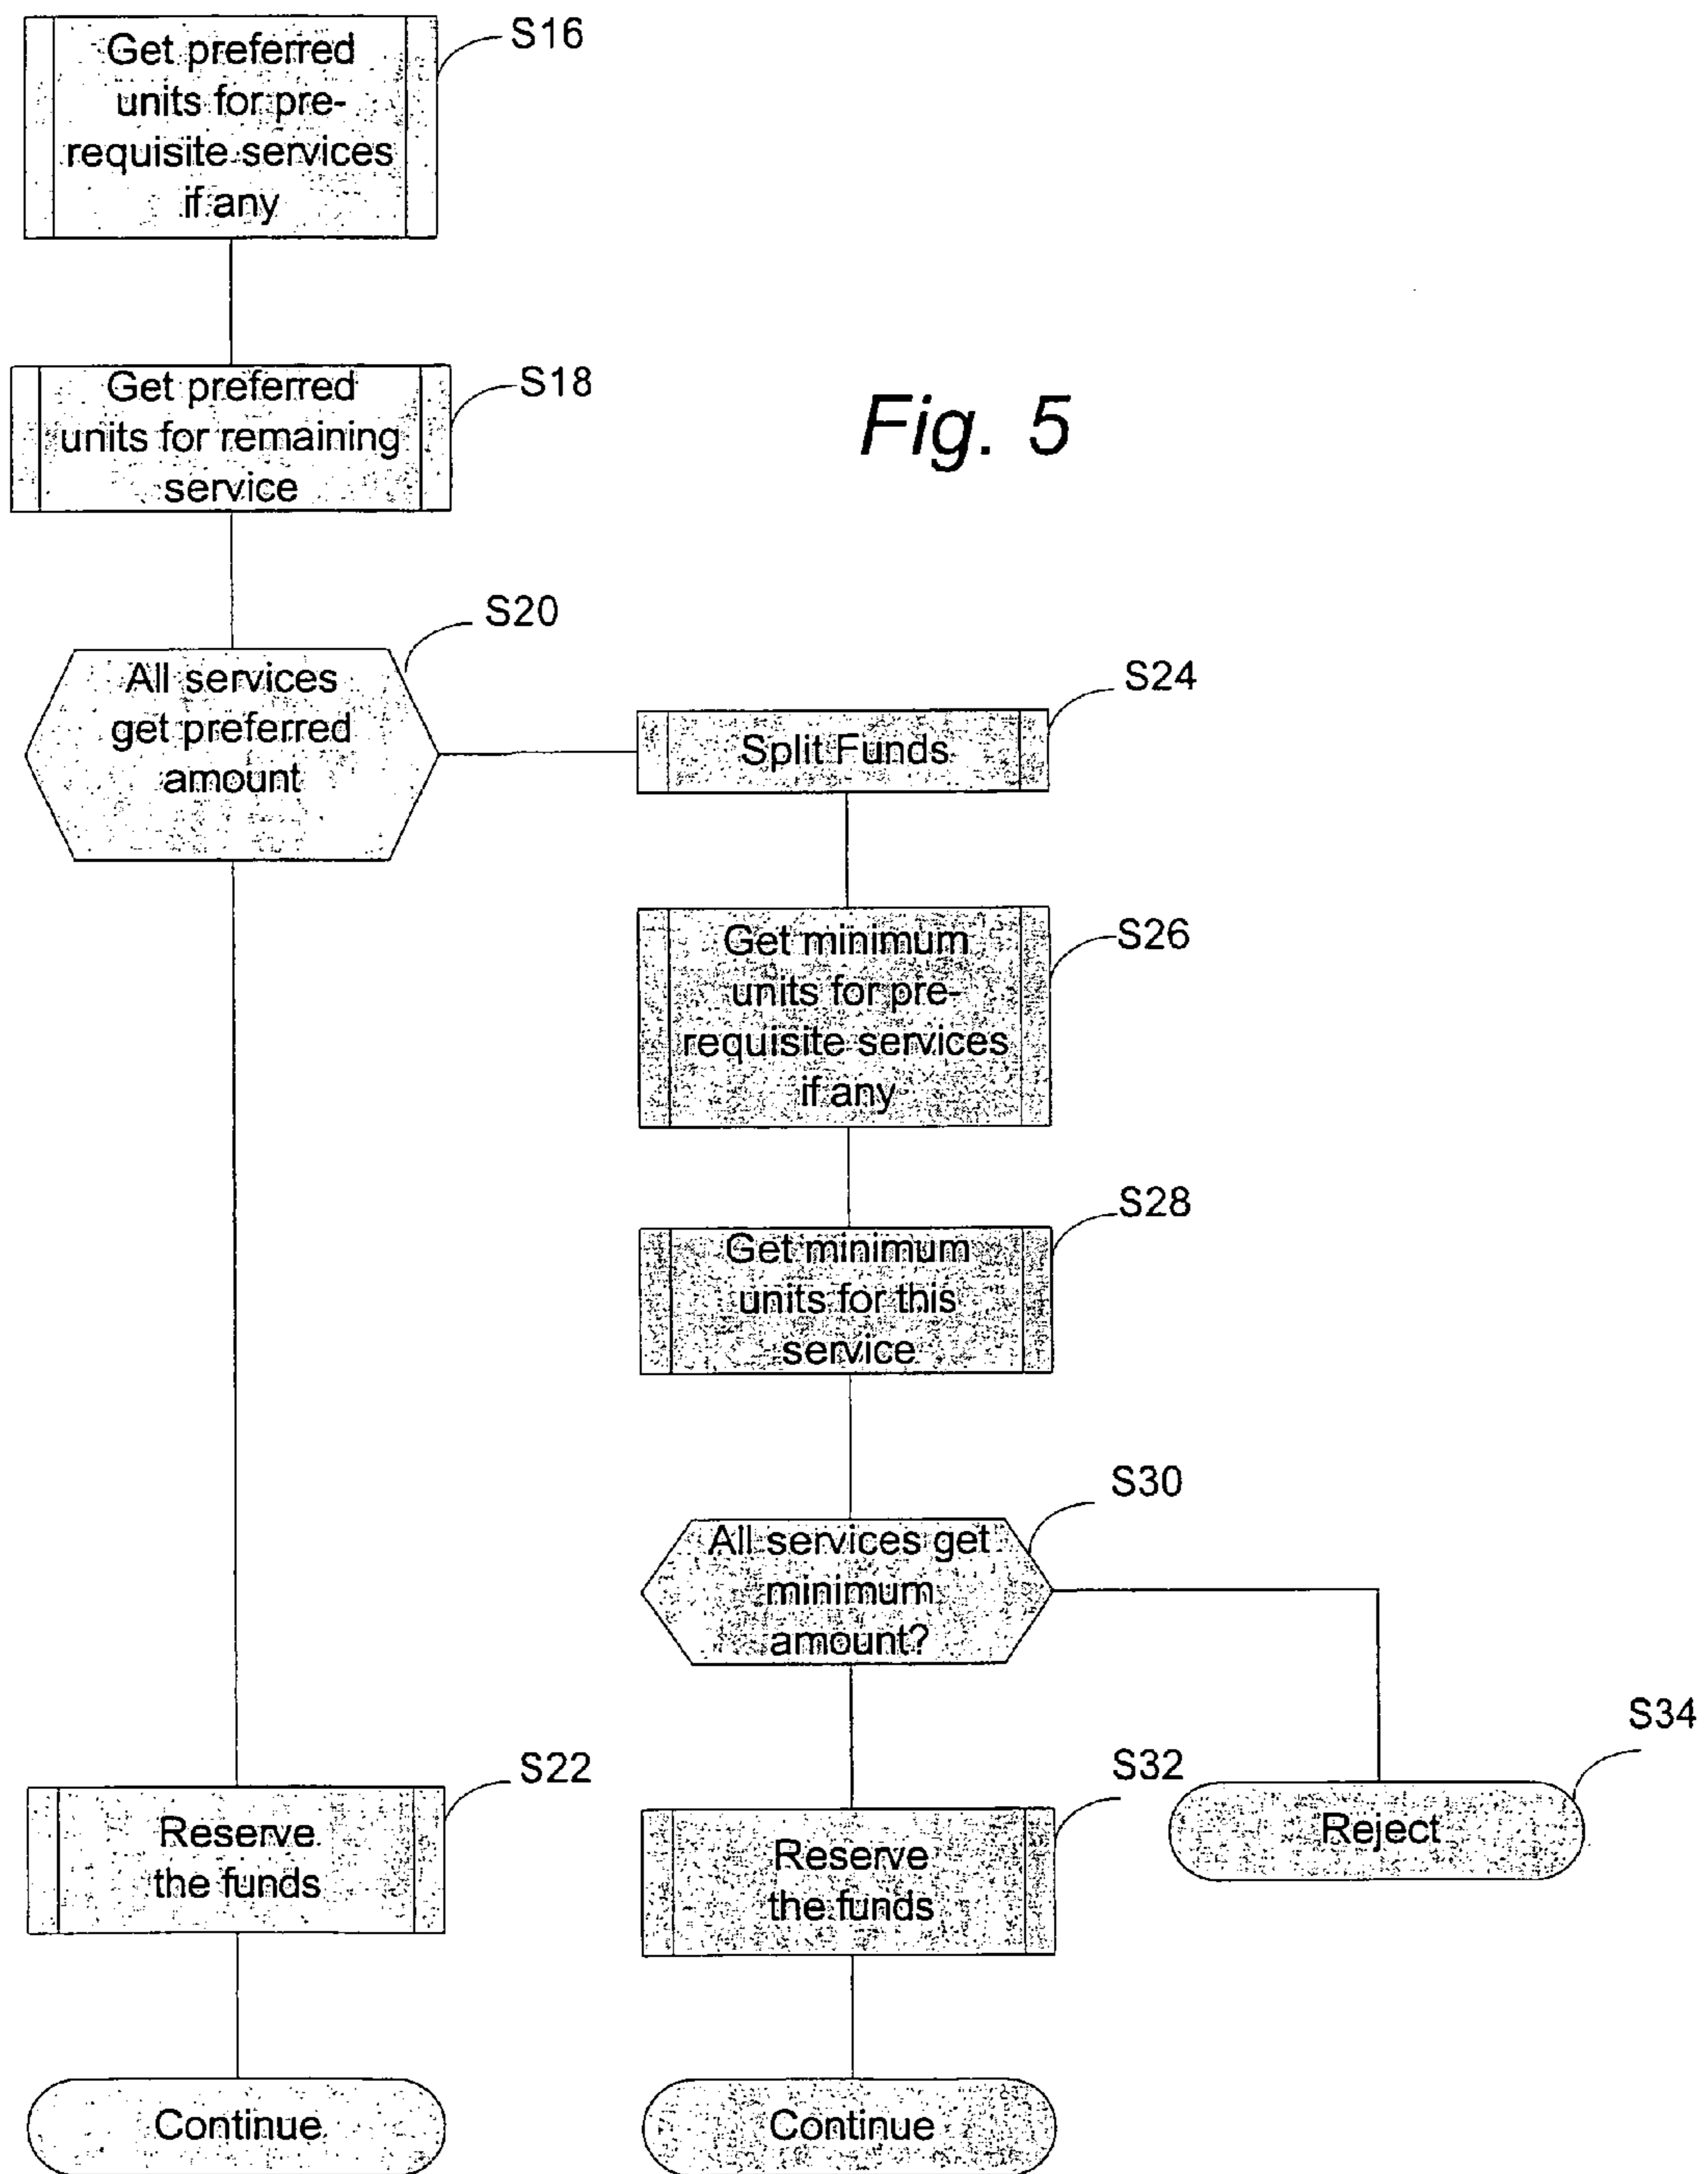 Get preferred
units for pre-
requisite services
if any
S16
Get preferred
units for remaining
service
S18
Fig. 5
All services
get preferred
amount
S20
Split Funds
S24
Get minimum
units for pre-
requisite services
if any
S26
Get minimum
units for this
service
S28
All services get
minimum
amount?
S30
Reserve
the funds
S22
Reserve
the funds
S32
Reject
S34
Continue
Continue